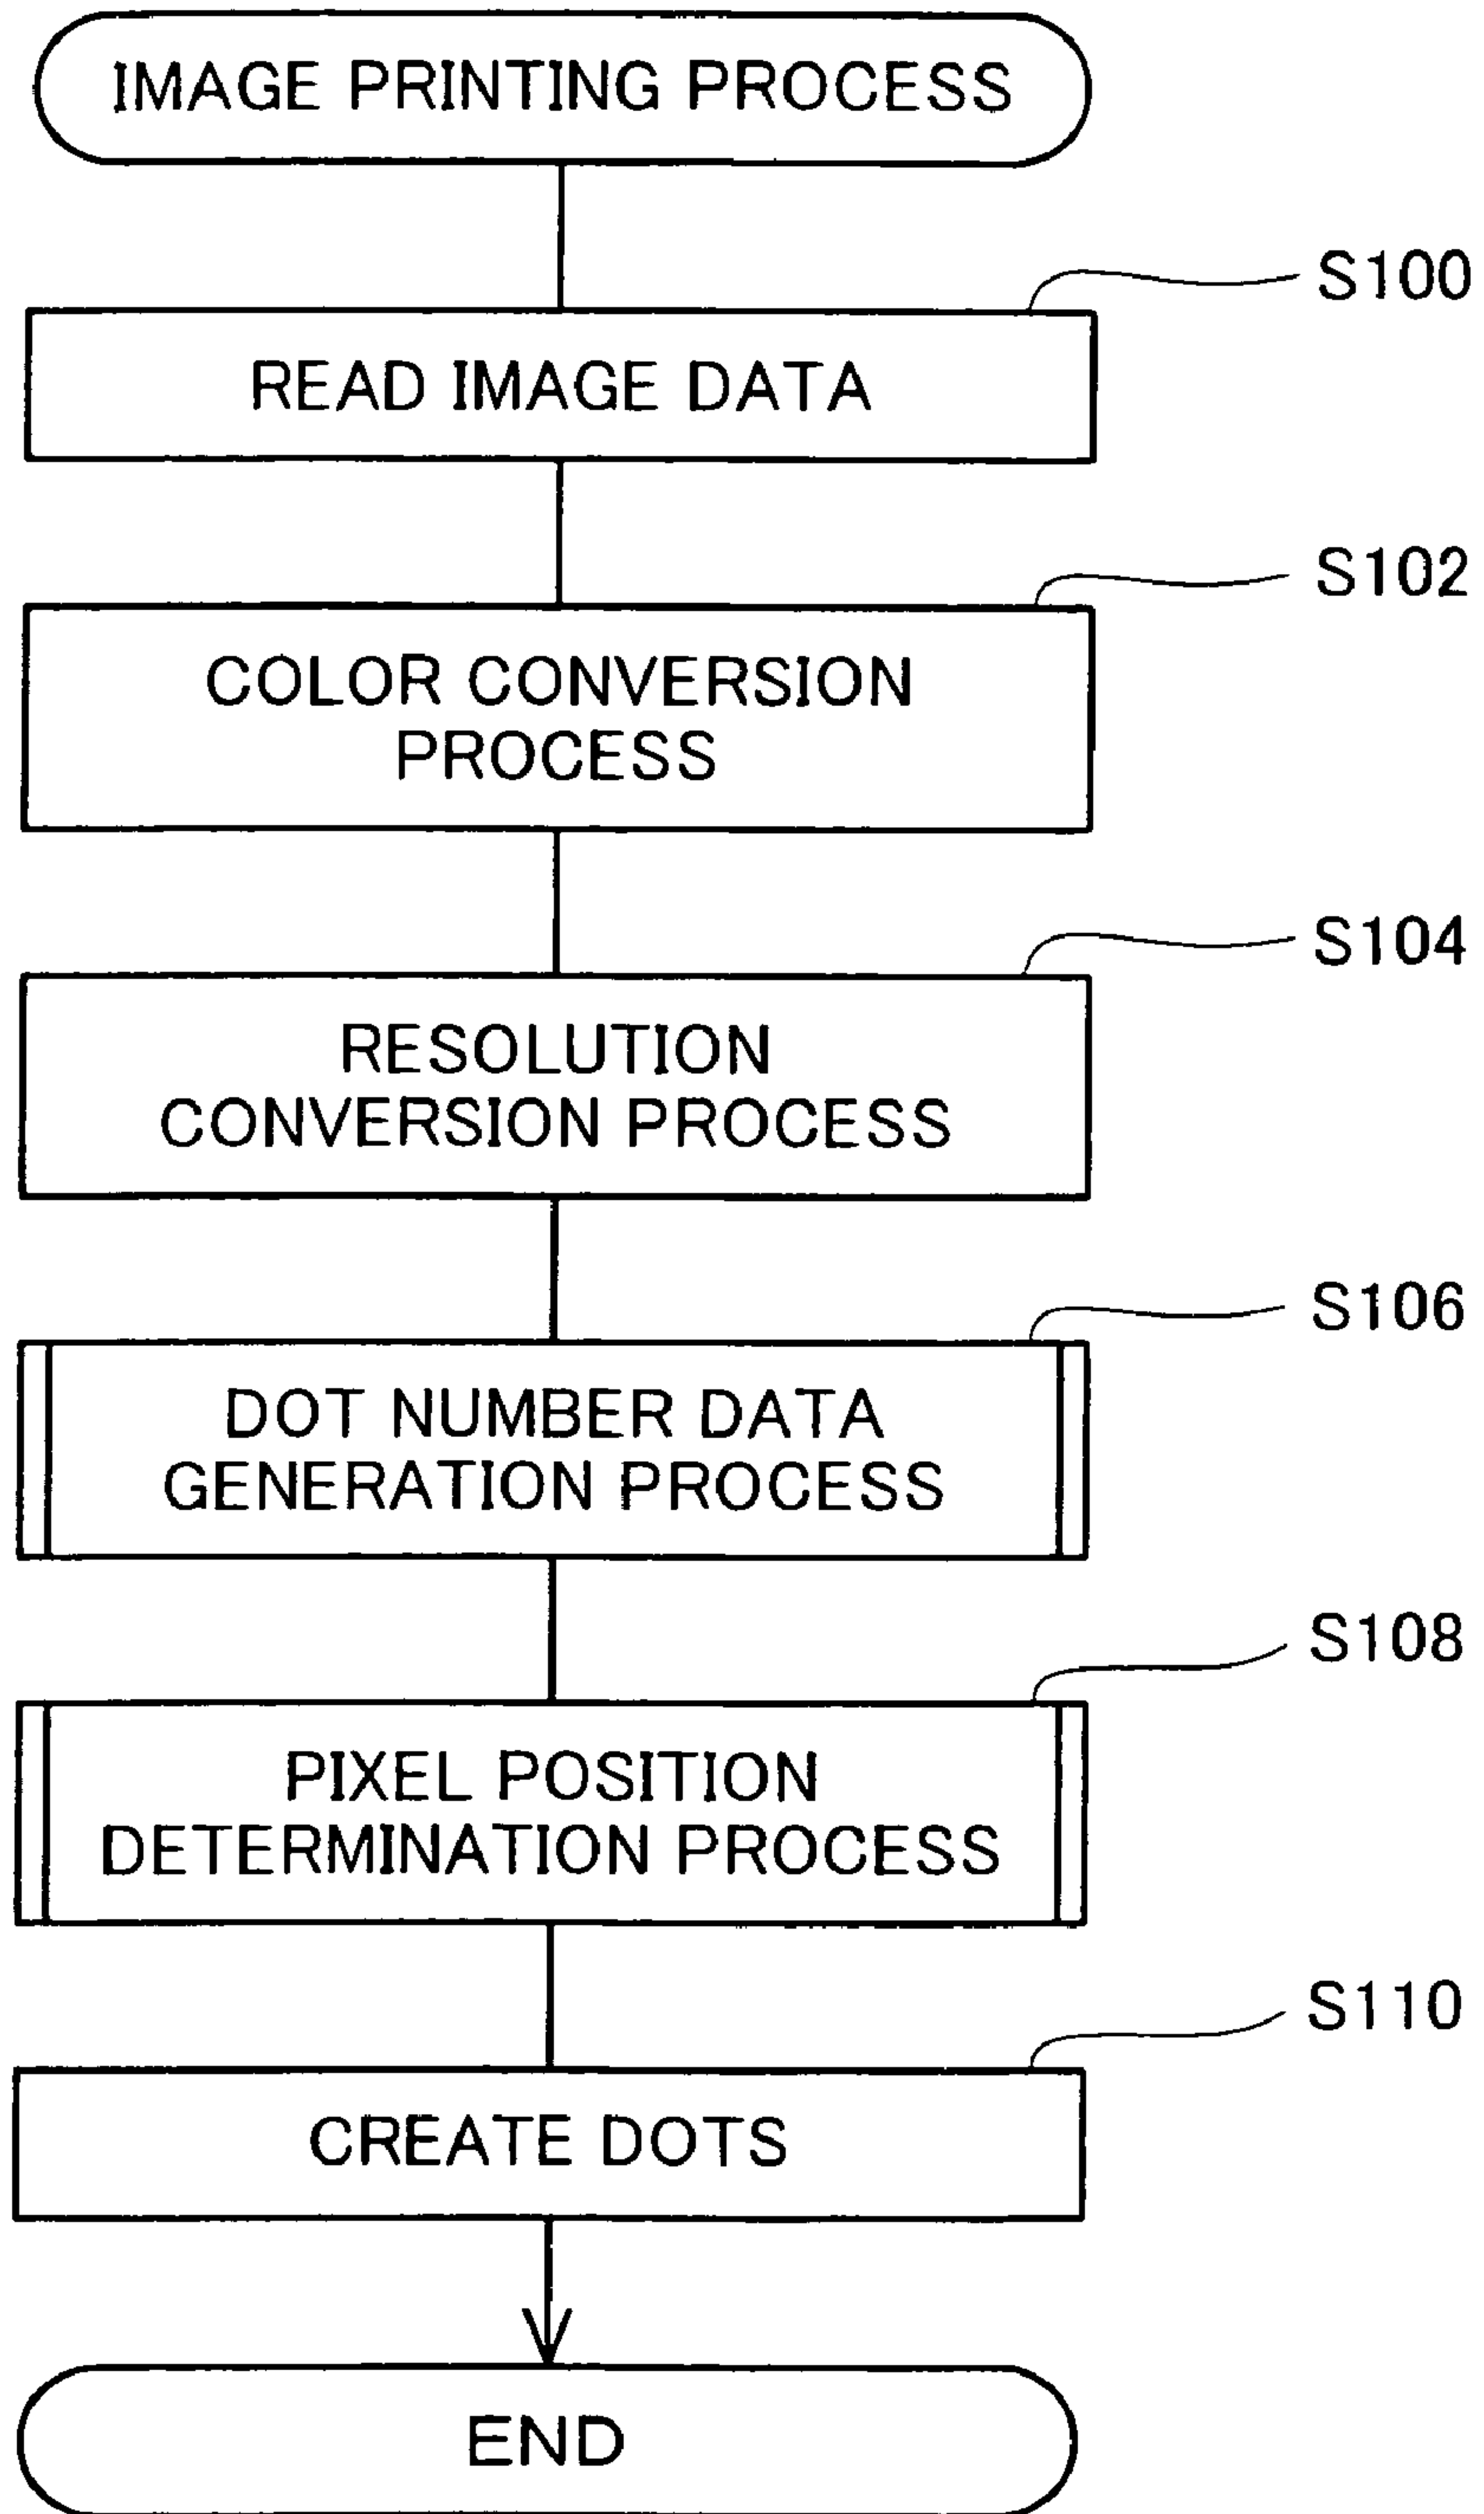 IMAGE PRINTING PROCESS
S100
READ IMAGE DATA
S102
COLOR CONVERSION
PROCESS
S104
RESOLUTION
CONVERSION PROCESS
S106
DOT NUMBER DATA
GENERATION PROCESS
S108
PIXEL POSITION
DETERMINATION PROCESS
S110
CREATE DOTS
END